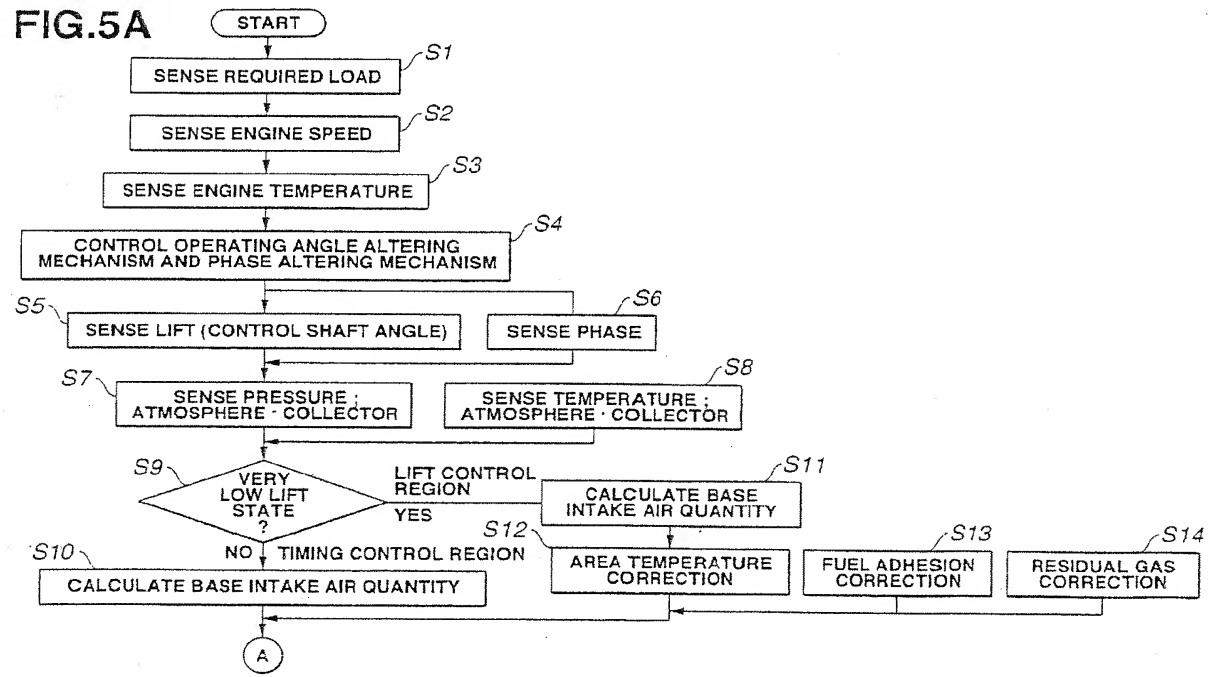 FIG.5A
START
S1
SENSE REQUIRED LOAD
S2
SENSE ENGINE SPEED
S3
SENSE ENGINE TEMPERATURE
S4
CONTROL OPERATING ANGLE ALTERING
MECHANISM AND PHASE ALTERING MECHANISM
S5
SENSE LIFT (CONTROL SHAFT ANGLE)
S6
SENSE PHASE
S7
SENSE PRESSURE ;
ATMOSPHERE · COLLECTOR
S8
SENSE TEMPERATURE ;
ATMOSPHERE · COLLECTOR
S9
VERY
LOW LIFT
STATE
?
LIFT CONTROL
REGION
YES
S11
CALCULATE BASE
INTAKE AIR QUANTITY
NO
TIMING CONTROL REGION
S10
CALCULATE BASE INTAKE AIR QUANTITY
S12
AREA TEMPERATURE
CORRECTION
S13
FUEL ADHESION
CORRECTION
S14
RESIDUAL GAS
CORRECTION
A